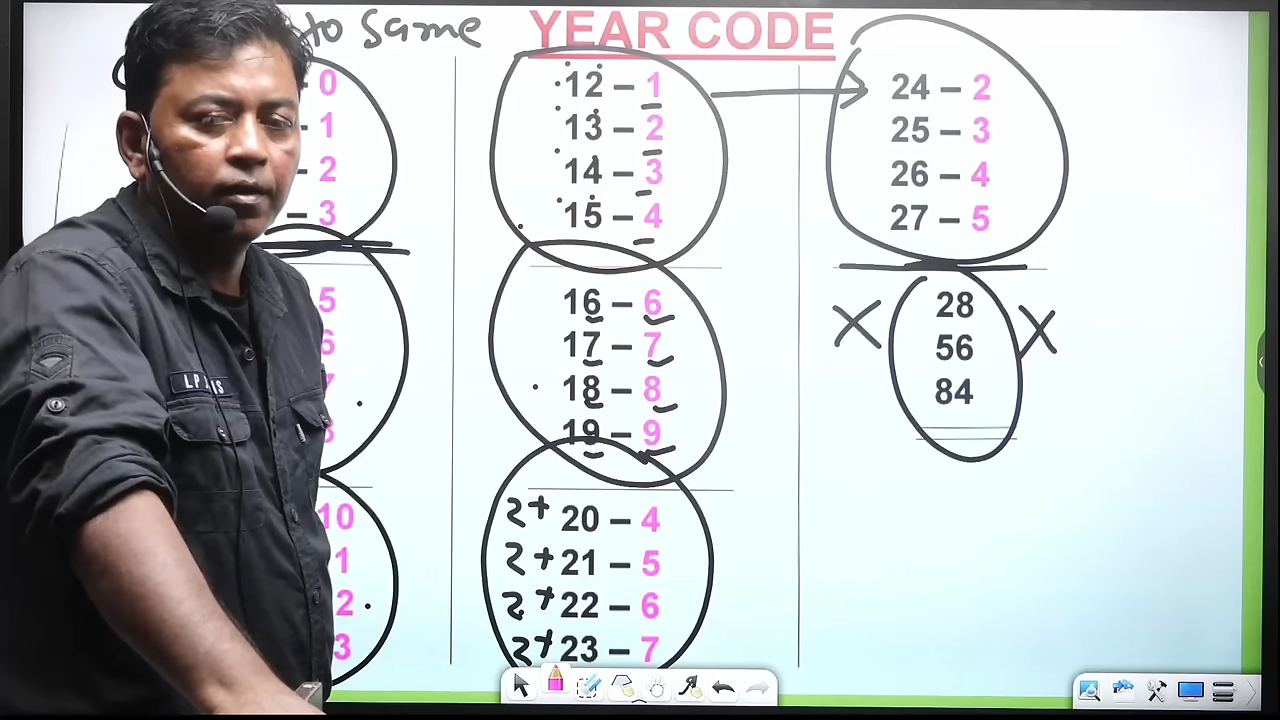 to same YEAR CODE
- 0
- 1
- 2
- 3
5
6
7
8
10
1
2
3
12 - 1
13 - 2
14 - 3
15 - 4
16 - 6
17 - 7
18 - 8
19 - 9
2+ 20 - 4
2+ 21 - 5
2+ 22 - 6
2+ 23 - 7
24 - 2
25 - 3
26 - 4
27 - 5
X 28 X
56
84